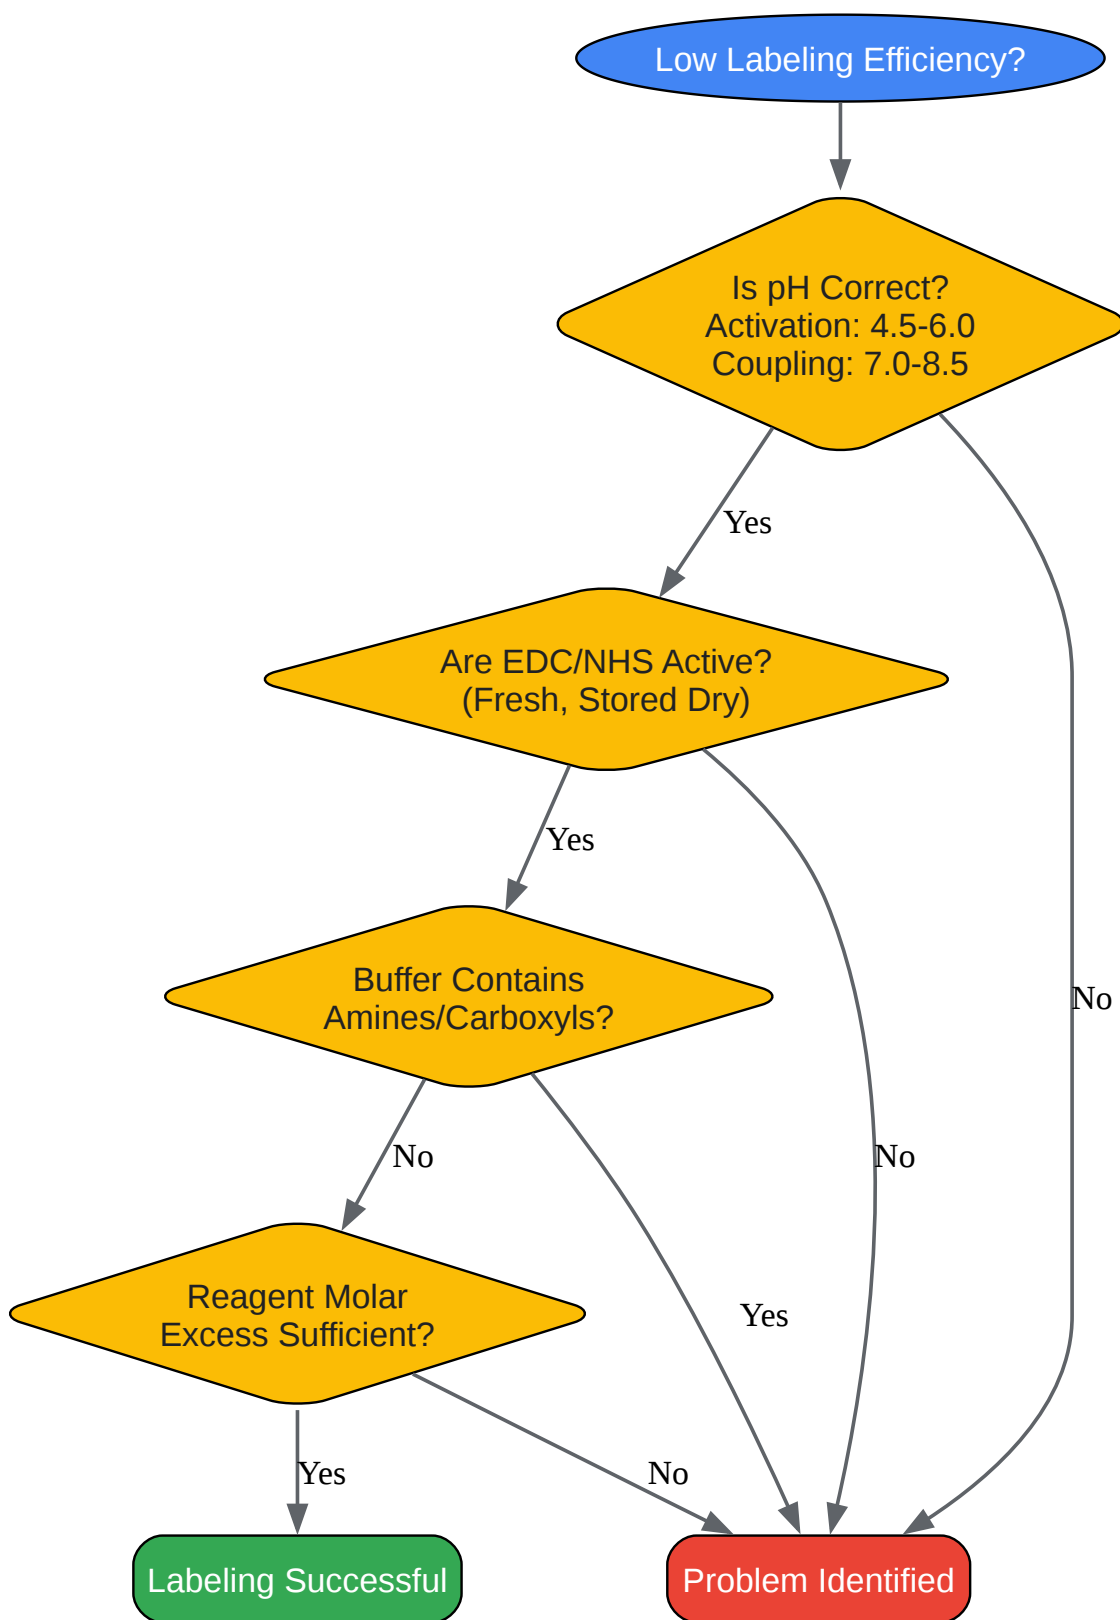 Low Labeling Efficiency?
Is pH Correct?
Activation: 4.5-6.0
Coupling: 7.0-8.5
Yes
No
Are EDC/NHS Active?
(Fresh, Stored Dry)
Yes
No
Buffer Contains
Amines/Carboxyls?
No
Yes
Reagent Molar
Excess Sufficient?
Yes
No
Labeling Successful
Problem Identified